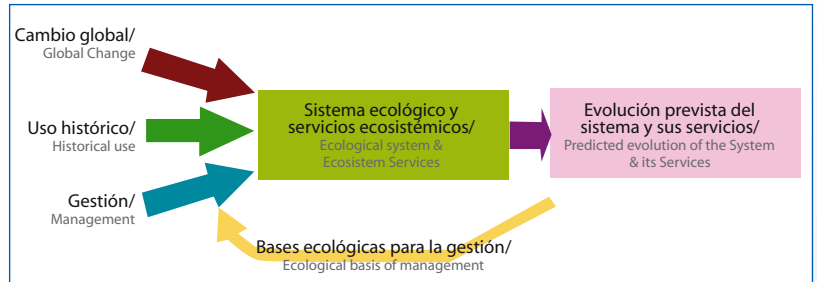 Cambio global/
Global Change
Uso histórico/
Historical use
Gestión/
Management
Sistema ecológico y
servicios ecosistémicos/
Ecological system &
Ecosistem Services
Evolución prevista del
sistema y sus servicios/
Predicted evolution of the System
& its Services
Bases ecológicas para la gestión/
Ecological basis of management